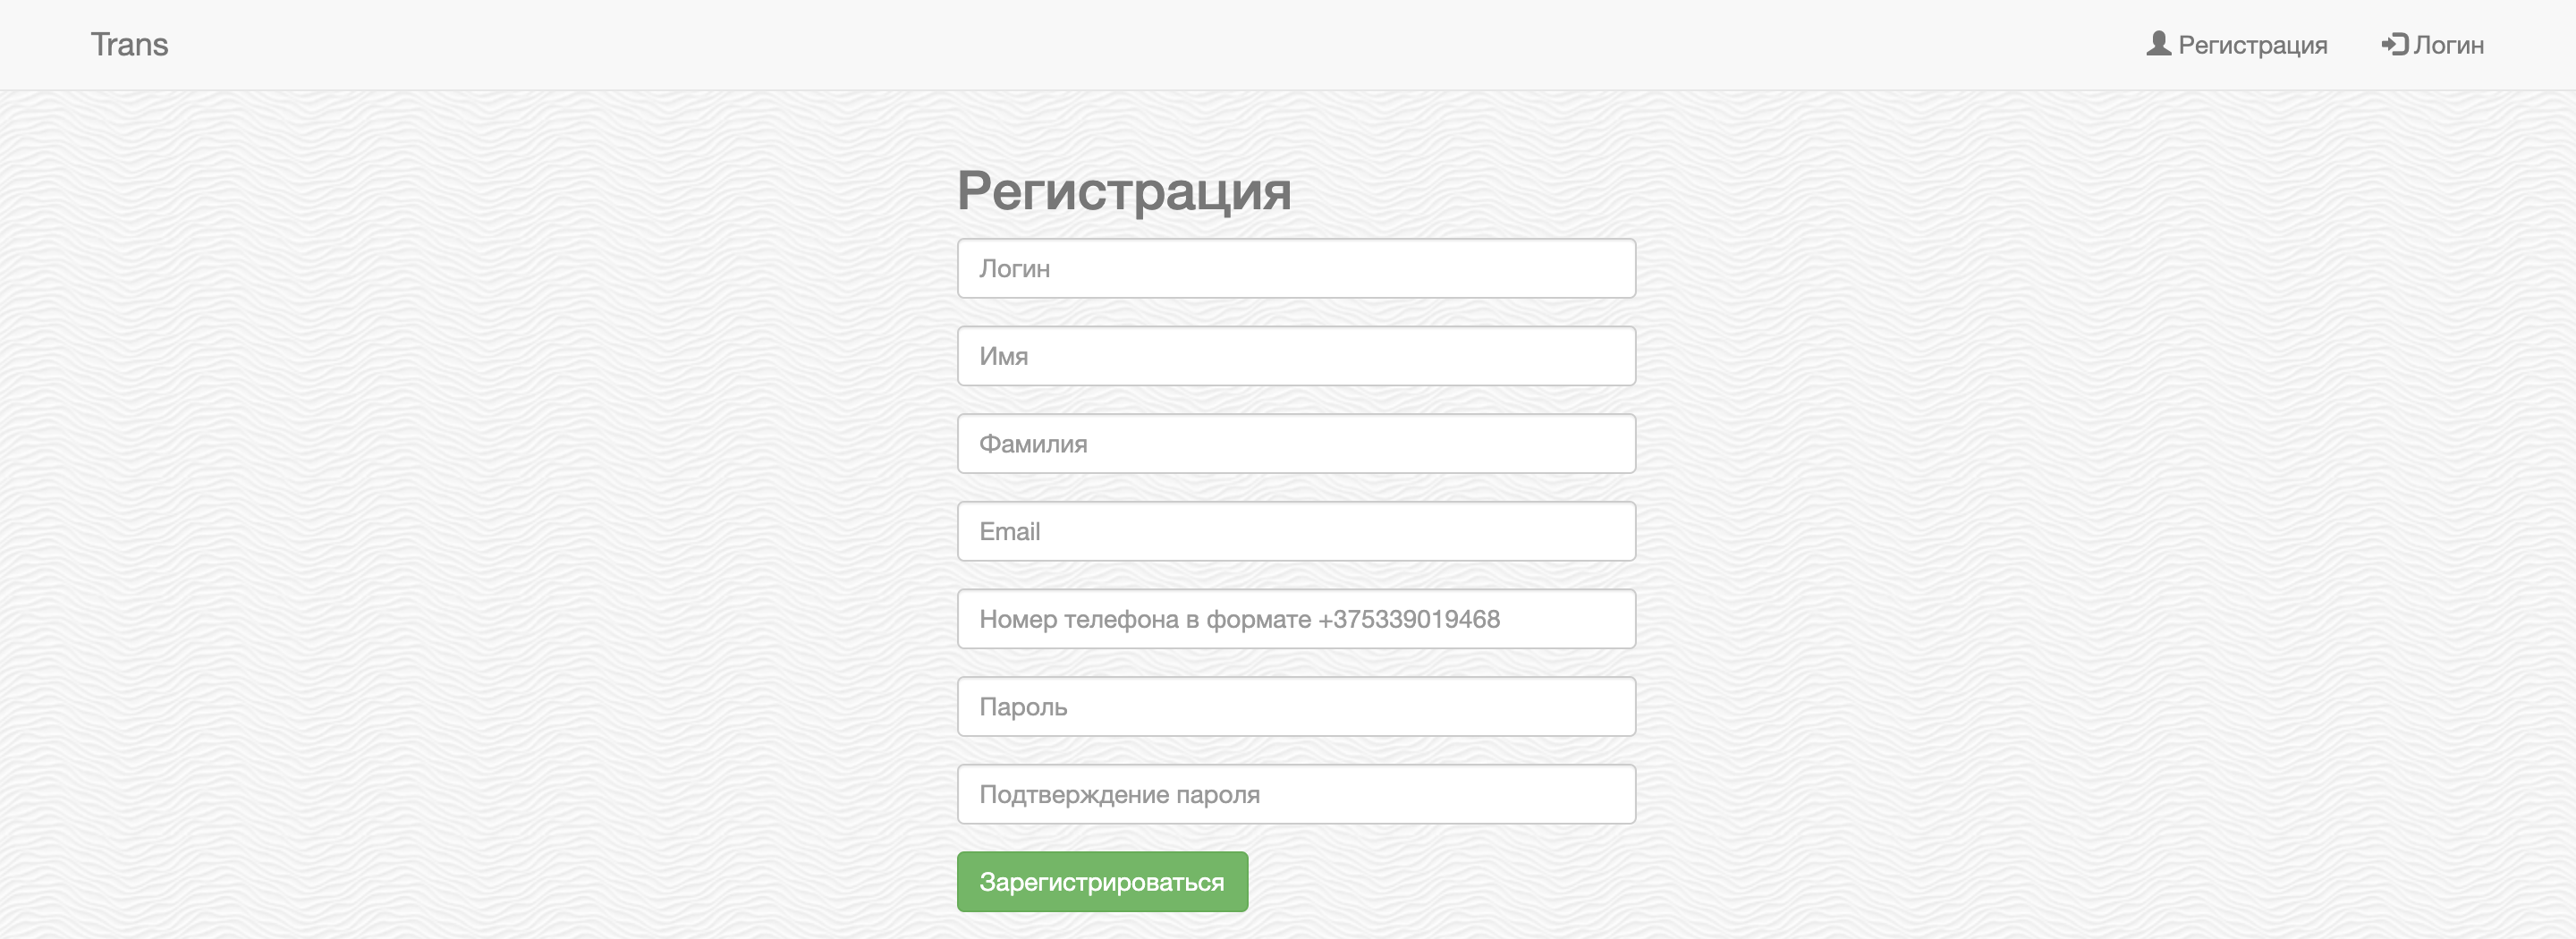 Trans
Регистрация
Логин
Регистрация
Логин
Имя
Фамилия
Email
Номер телефона в формате +375339019468
Пароль
Подтверждение пароля
Зарегистрироваться